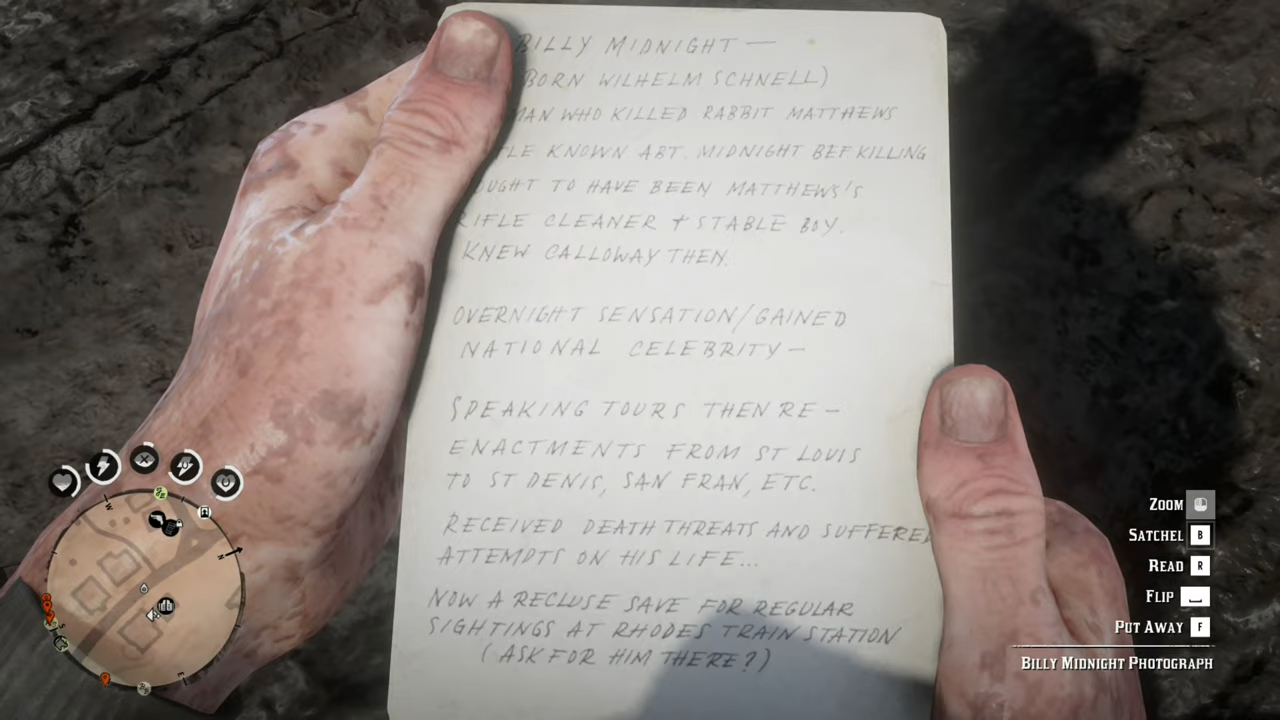 BILLY MIDNIGHT —
BORN WILHELM SCHNELL)
MAN WHO KILLED RABBIT MATTHEWS
TLE KNOWN ABT. MIDNIGHT BEF KILLING
OUGHT TO HAVE BEEN MATTHEWS'S
RIFLE CLEANER + STABLE BOY.
KNEW CALLOWAY THEN.
OVERNIGHT SENSATION/GAINED
NATIONAL CELEBRITY —
SPEAKING TOURS THEN RE —
ENACTMENTS FROM ST LOUIS
TO ST DENIS, SAN FRAN, ETC.
RECEIVED DEATH THREATS AND SUFFERED
ATTEMPTS ON HIS LIFE...
NOW A RECLUSE SAVE FOR REGULAR
SIGHTINGS AT RHODES TRAIN STATION
(ASK FOR HIM THERE?)
ZOOM
SATCHEL B
READ R
FLIP
PUT AWAY F
BILLY MIDNIGHT PHOTOGRAPH